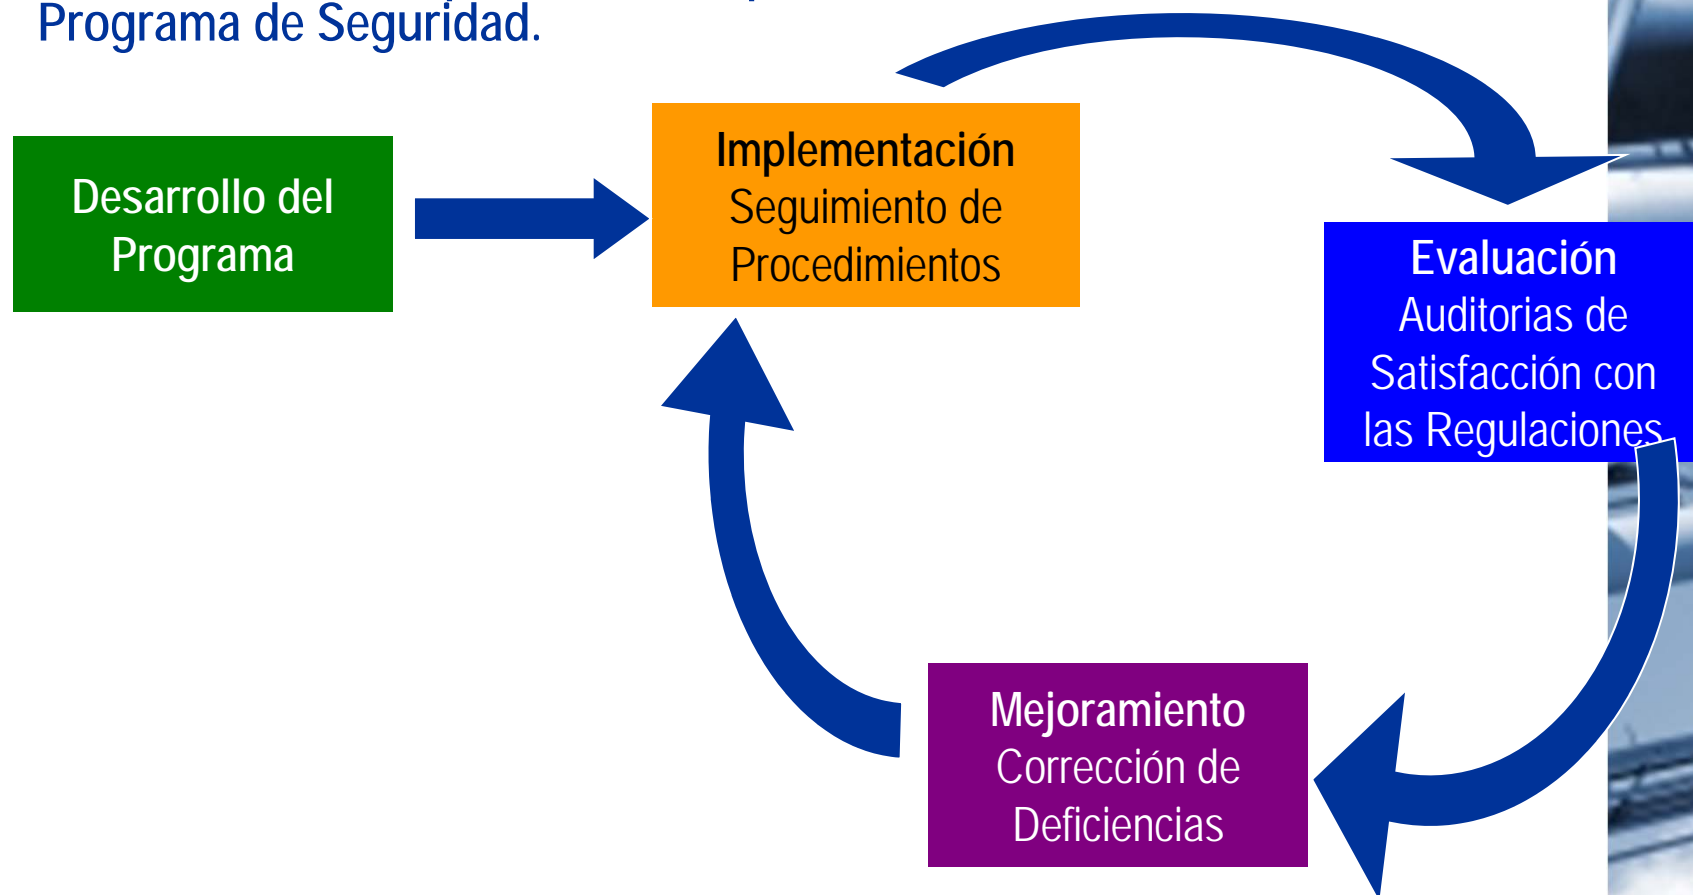 Programa de Seguridad.
Desarrollo del
Programa
Implementación
Seguimiento de
Procedimientos
Evaluación
Auditorias de
Satisfacción con
las Regulaciones
Mejoramiento
Corrección de
Deficiencias